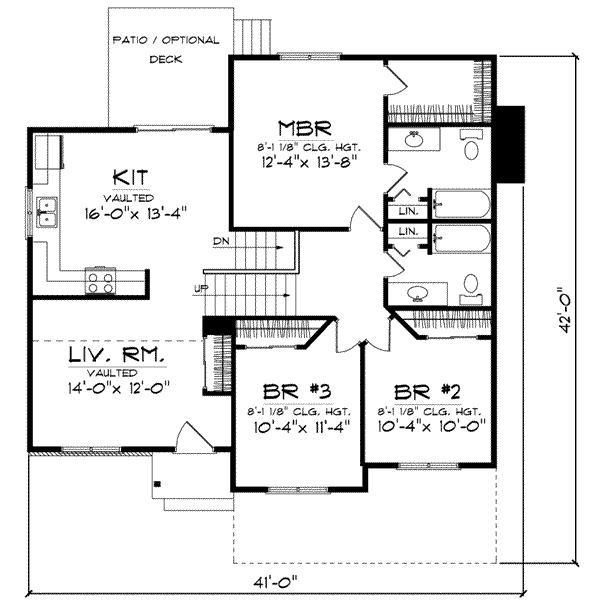 PATIO / OPTIONAL
DECK
MBR
8'-1 1/8" CLG. HGT.
12'-4" x 13'-8"
KIT
VAULTED
16'-0" x 13'-4"
LIN.
LIN.
DN
UP
42'-0"
LIV. RM.
VAULTED
14'-0" x 12'-0"
BR #3
8'-1 1/8" CLG. HGT.
10'-4" x 11'-4"
BR #2
8'-1 1/8" CLG. HGT.
10'-4" x 10'-0"
41'-0"